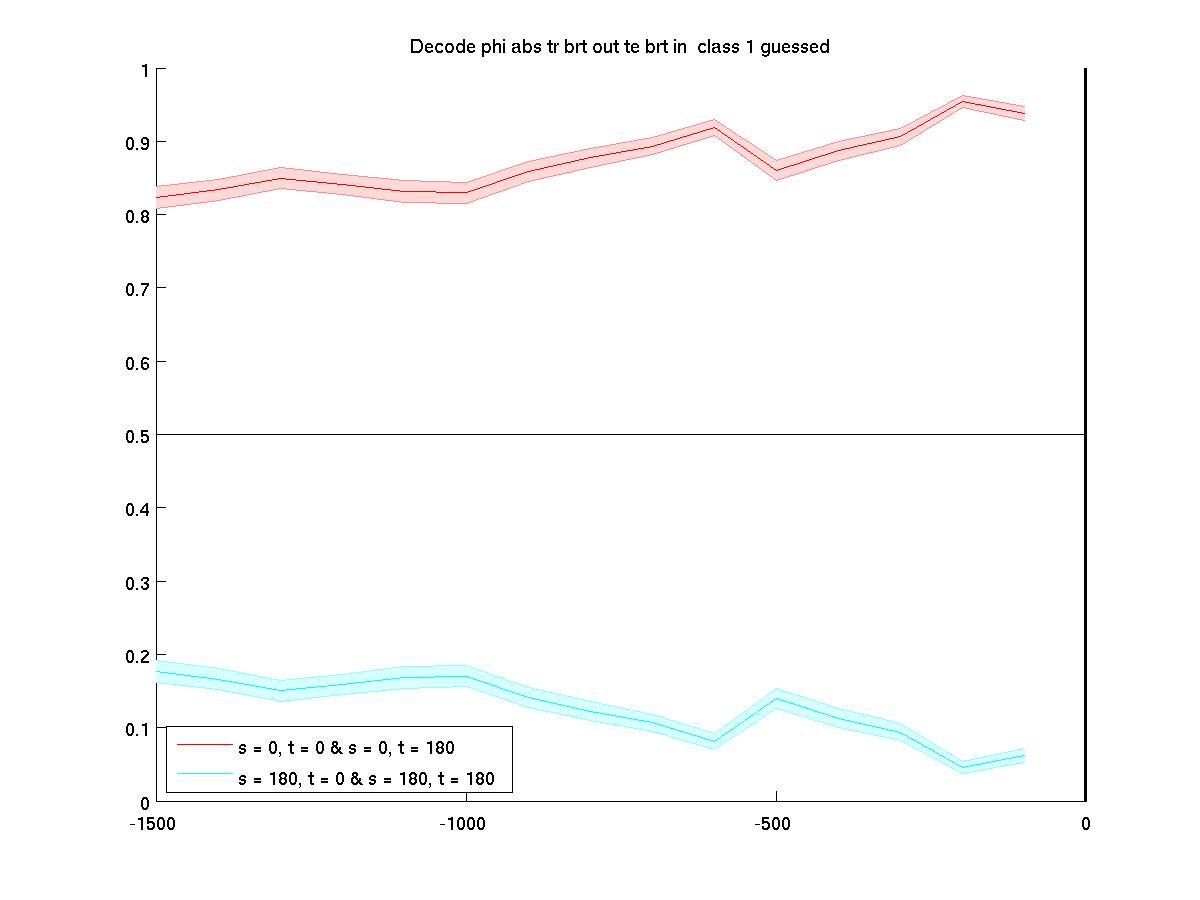 Decode phi abs tr brt out te brt in  class 1 guessed
1
0.9
0.8
0.7
0.6
0.5
0.4
0.3
0.2
0.1
0
s = 0, t = 0 & s = 0, t = 180
s = 180, t = 0 & s = 180, t = 180
-1500 -1000 -500 0